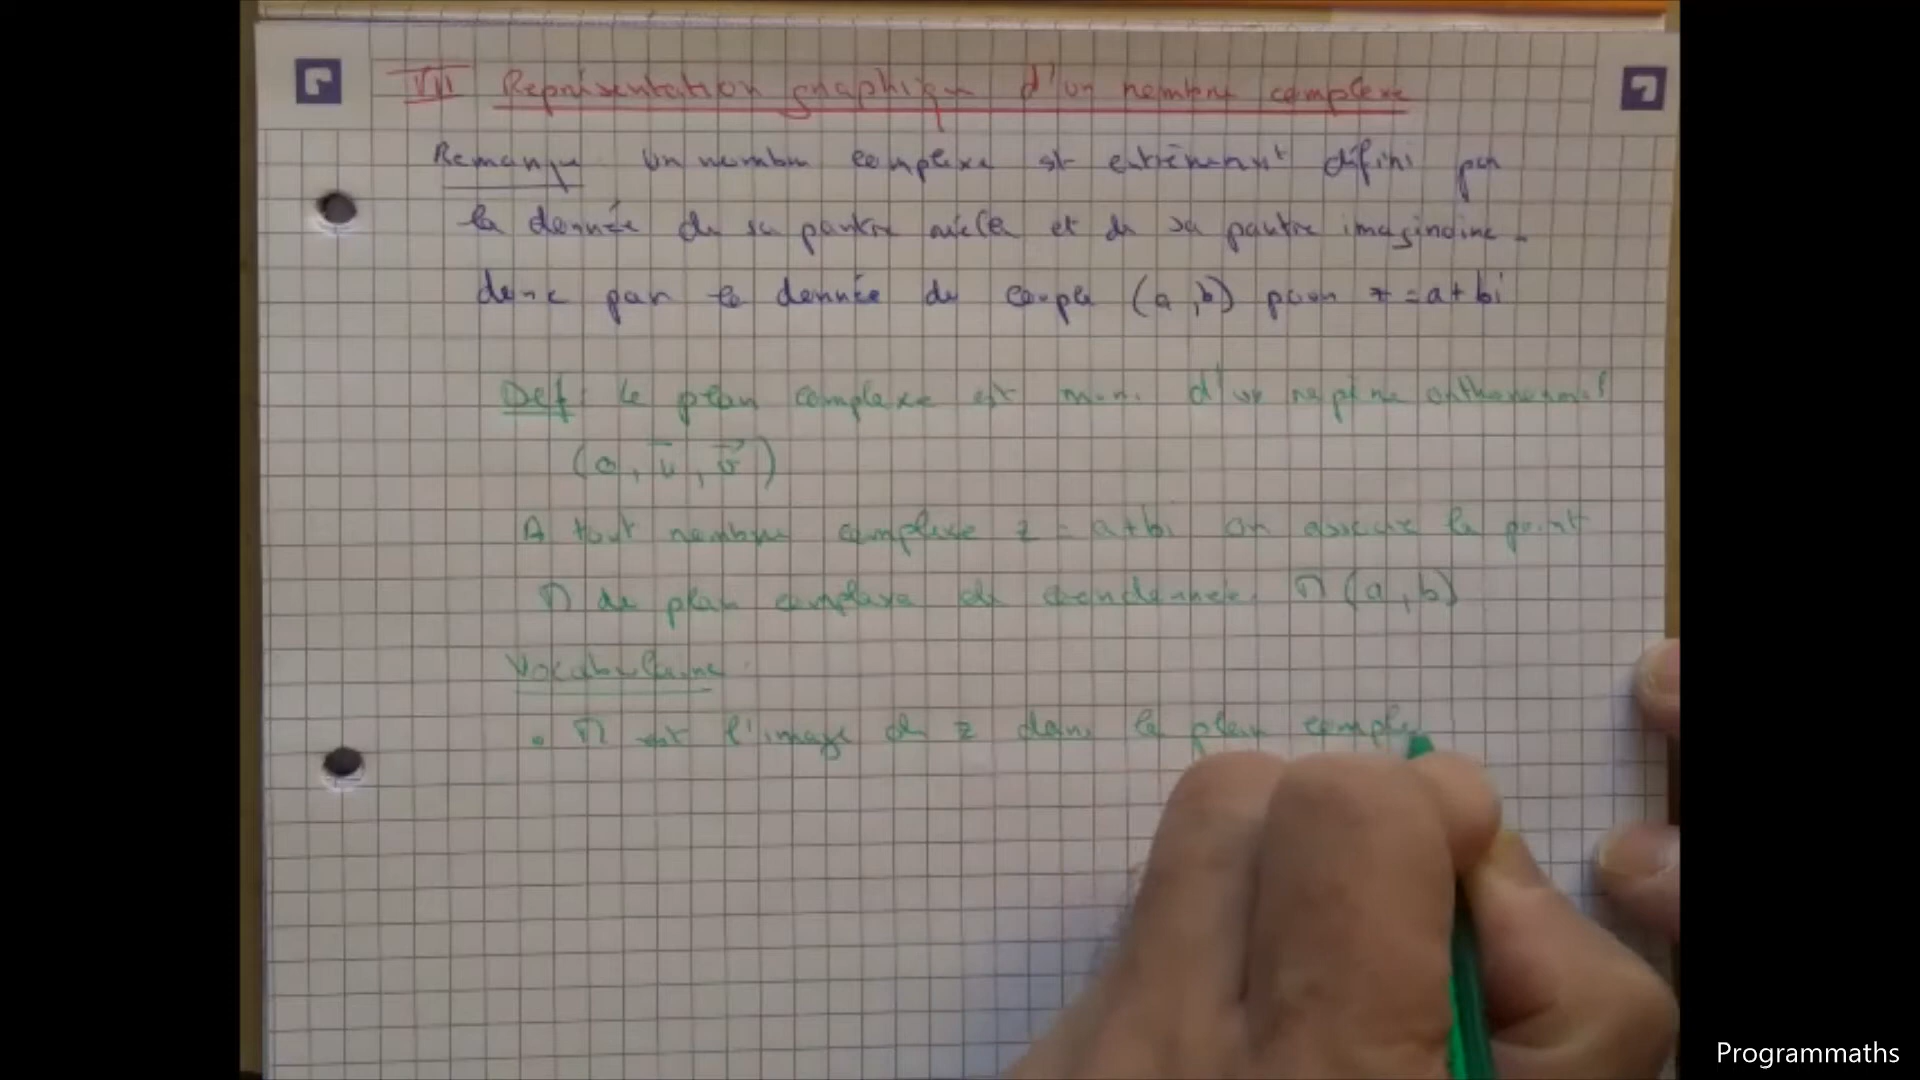 VII Représentation graphique d'un nombre complexe
Remarque Un nombre complexe est entièrement défini par
la donnée de sa partie réelle et de sa partie imaginaire
donc par la donnée du couple (a, b) pour z = a + bi
Def : Le plan complexe est muni d'un repère orthonormal
(o, u⃗, v⃗)
A tout nombre complexe z = a+bi on associe le point
M du plan complexe de coordonnées M (a, b)
Vocabulaire :
• M est l'image de z dans le plan comple
Programmaths